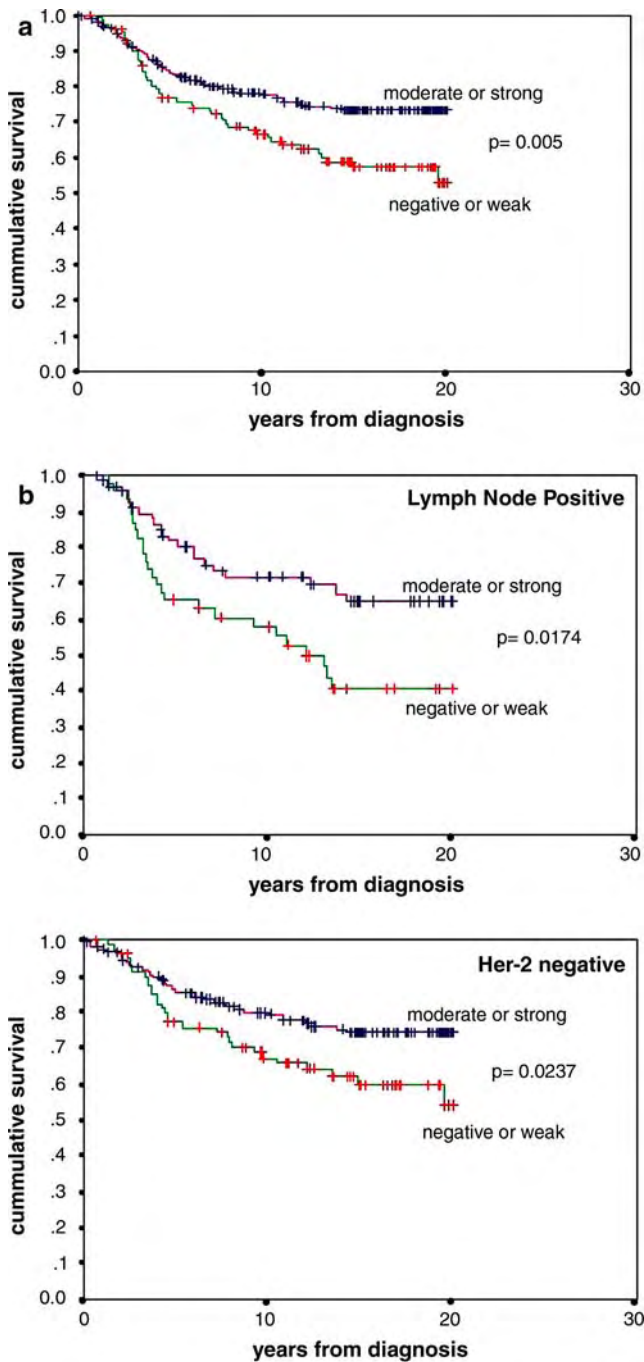 a
1.0
.9
.8
.7
.6
.5
.4
.3
.2
.1
0.0
cummulative survival
moderate or strong
p= 0.005
negative or weak
0 10 20 30
years from diagnosis
b
1.0
.9
.8
.7
.6
.5
.4
.3
.2
.1
0.0
cummulative survival
Lymph Node Positive
moderate or strong
p= 0.0174
negative or weak
0 10 20 30
years from diagnosis
1.0
.9
.8
.7
.6
.5
.4
.3
.2
.1
0.0
cummulative survival
Her-2 negative
moderate or strong
p= 0.0237
negative or weak
0 10 20 30
years from diagnosis